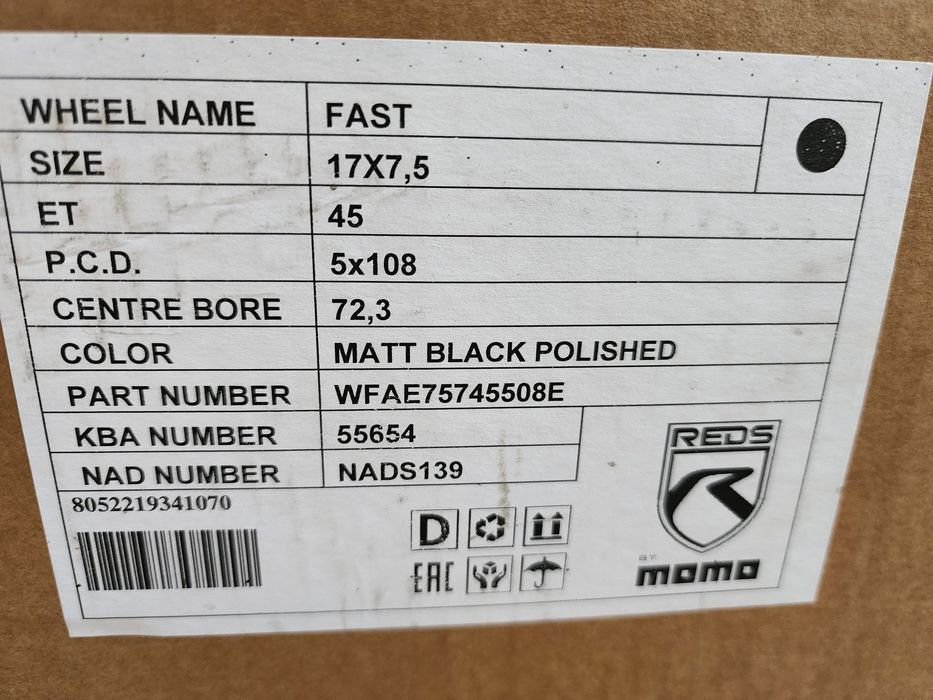 WHEEL NAME FAST
SIZE 17X7,5
ET 45
P.C.D. 5x108
CENTRE BORE 72,3
COLOR MATT BLACK POLISHED
PART NUMBER WFAE75745508E
KBA NUMBER 55654
NAD NUMBER NADS139
8052219341070
D
EAC
REDS
BY
momo